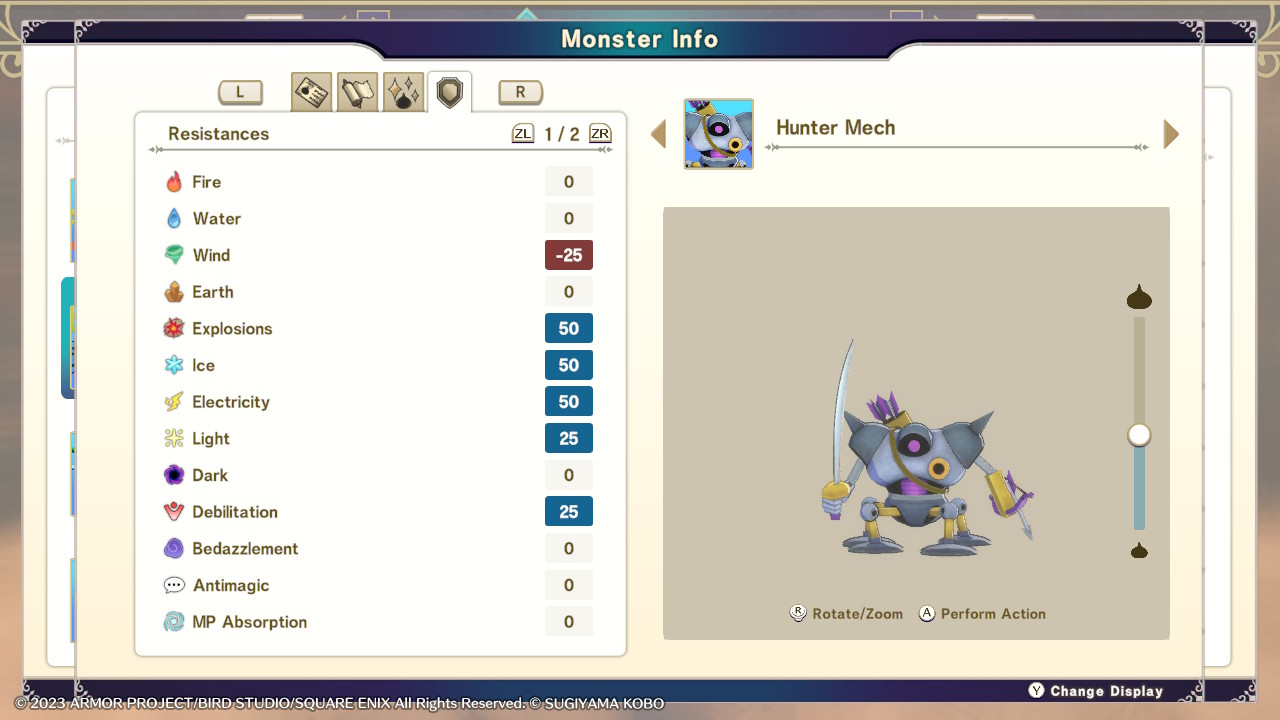 Monster Info
L
R
Resistances
ZL 1 / 2 ZR
Hunter Mech
Fire 0
Water 0
Wind -25
Earth 0
Explosions 50
Ice 50
Electricity 50
Light 25
Dark 0
Debilitation 25
Bedazzlement 0
Antimagic 0
MP Absorption 0
R Rotate/Zoom A Perform Action
Y Change Display
© 2023 ARMOR PROJECT/BIRD STUDIO/SQUARE ENIX All Rights Reserved. © SUGIYAMA KOBO